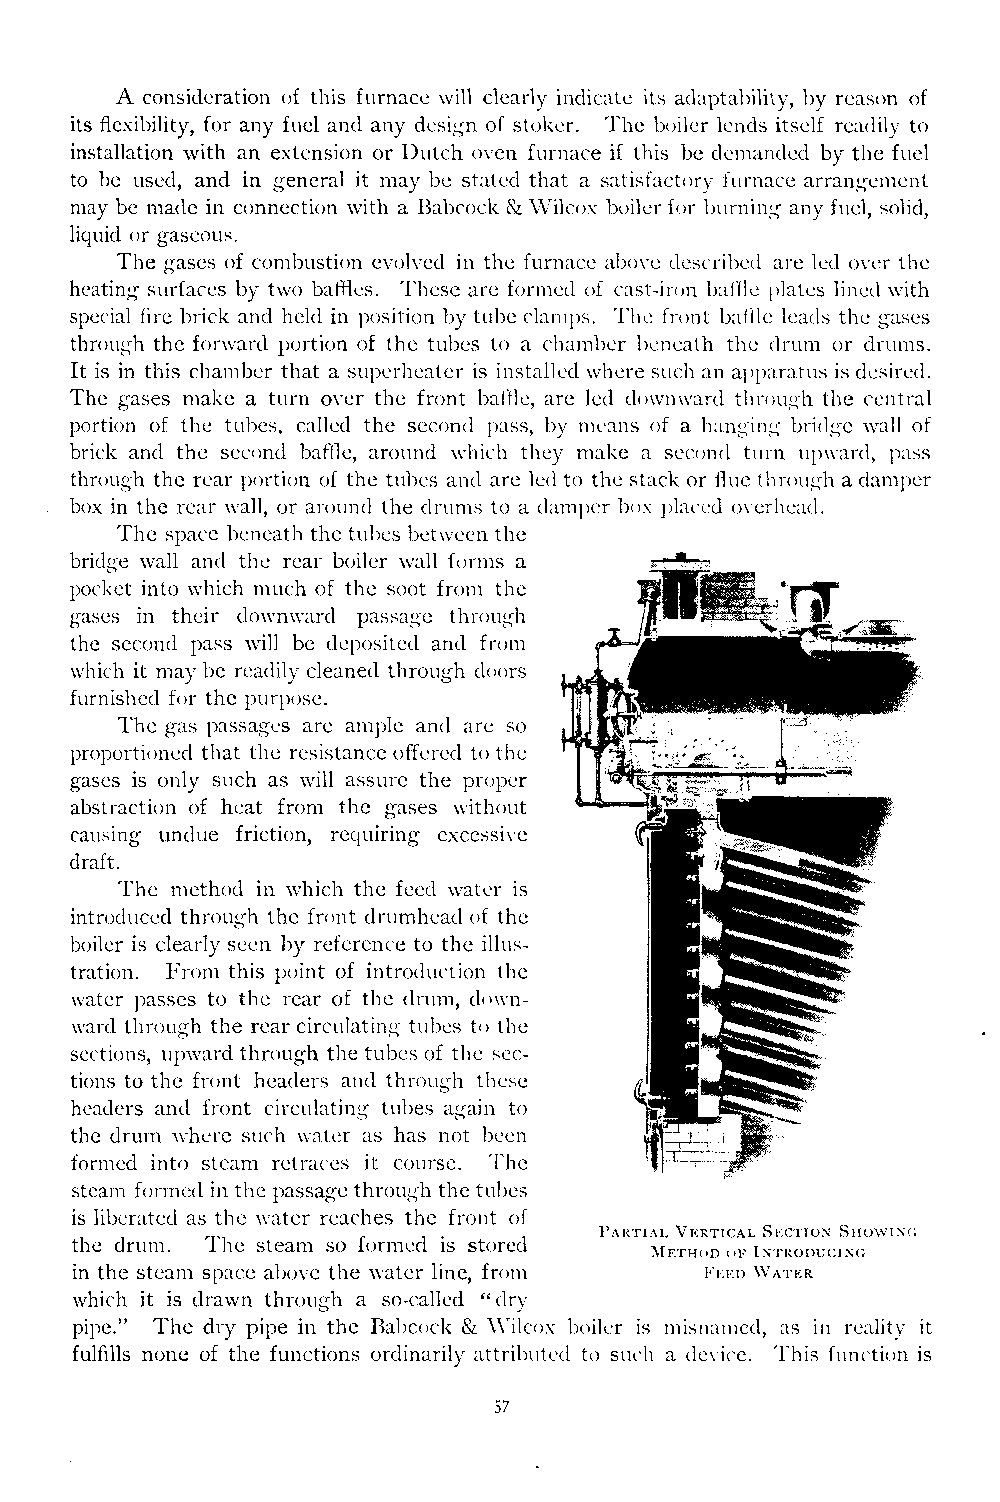 A consideration of this furnace will clearly indicate its adaptability, by reason of
its flexibility, for any fuel and any design of stoker. The boiler lends itself readily to
installation with an extension or Dutch oven furnace if this be demanded by the fuel
to be used, and in general it may be stated that a satisfactory furnace arrangement
may be made in connection with a Babcock & Wilcox boiler for burning any fuel, solid,
liquid or gaseous.
The gases of combustion evolved in the furnace above described are led over the
heating surfaces by two baffles. These are formed of cast-iron baffle plates lined with
special fire brick and held in position by tube clamps. The front baffle leads the gases
through the forward portion of the tubes to a chamber beneath the drum or drums.
It is in this chamber that a superheater is installed where such an apparatus is desired.
The gases make a turn over the front baffle, are led downward through the central
portion of the tubes, called the second pass, by means of a hanging bridge wall of
brick and the second baffle, around which they make a second turn upward, pass
through the rear portion of the tubes and are led to the stack or flue through a damper
box in the rear wall, or around the drums to a damper box placed overhead.
The space beneath the tubes between the
bridge wall and the rear boiler wall forms a
pocket into which much of the soot from the
gases in their downward passage through
the second pass will be deposited and from
which it may be readily cleaned through doors
furnished for the purpose.
The gas passages are ample and are so
proportioned that the resistance offered to the
gases is only such as will assure the proper
abstraction of heat from the gases without
causing undue friction, requiring excessive
draft.
The method in which the feed water is
introduced through the front drumhead of the
boiler is clearly seen by reference to the illus-
tration. From this point of introduction the
water passes to the rear of the drum, down-
ward through the rear circulating tubes to the
sections, upward through the tubes of the sec-
tions to the front headers and through these
headers and front circulating tubes again to
the drum where such water as has not been
formed into steam retraces it course. The
steam formed in the passage through the tubes
is liberated as the water reaches the front of
the drum. The steam so formed is stored
in the steam space above the water line, from
which it is drawn through a so-called "dry
pipe." The dry pipe in the Babcock & Wilcox boiler is misnamed, as in reality it
fulfills none of the functions ordinarily attributed to such a device. This function is
Partial Vertical Section Showing
Method of Introducing
Feed Water
57